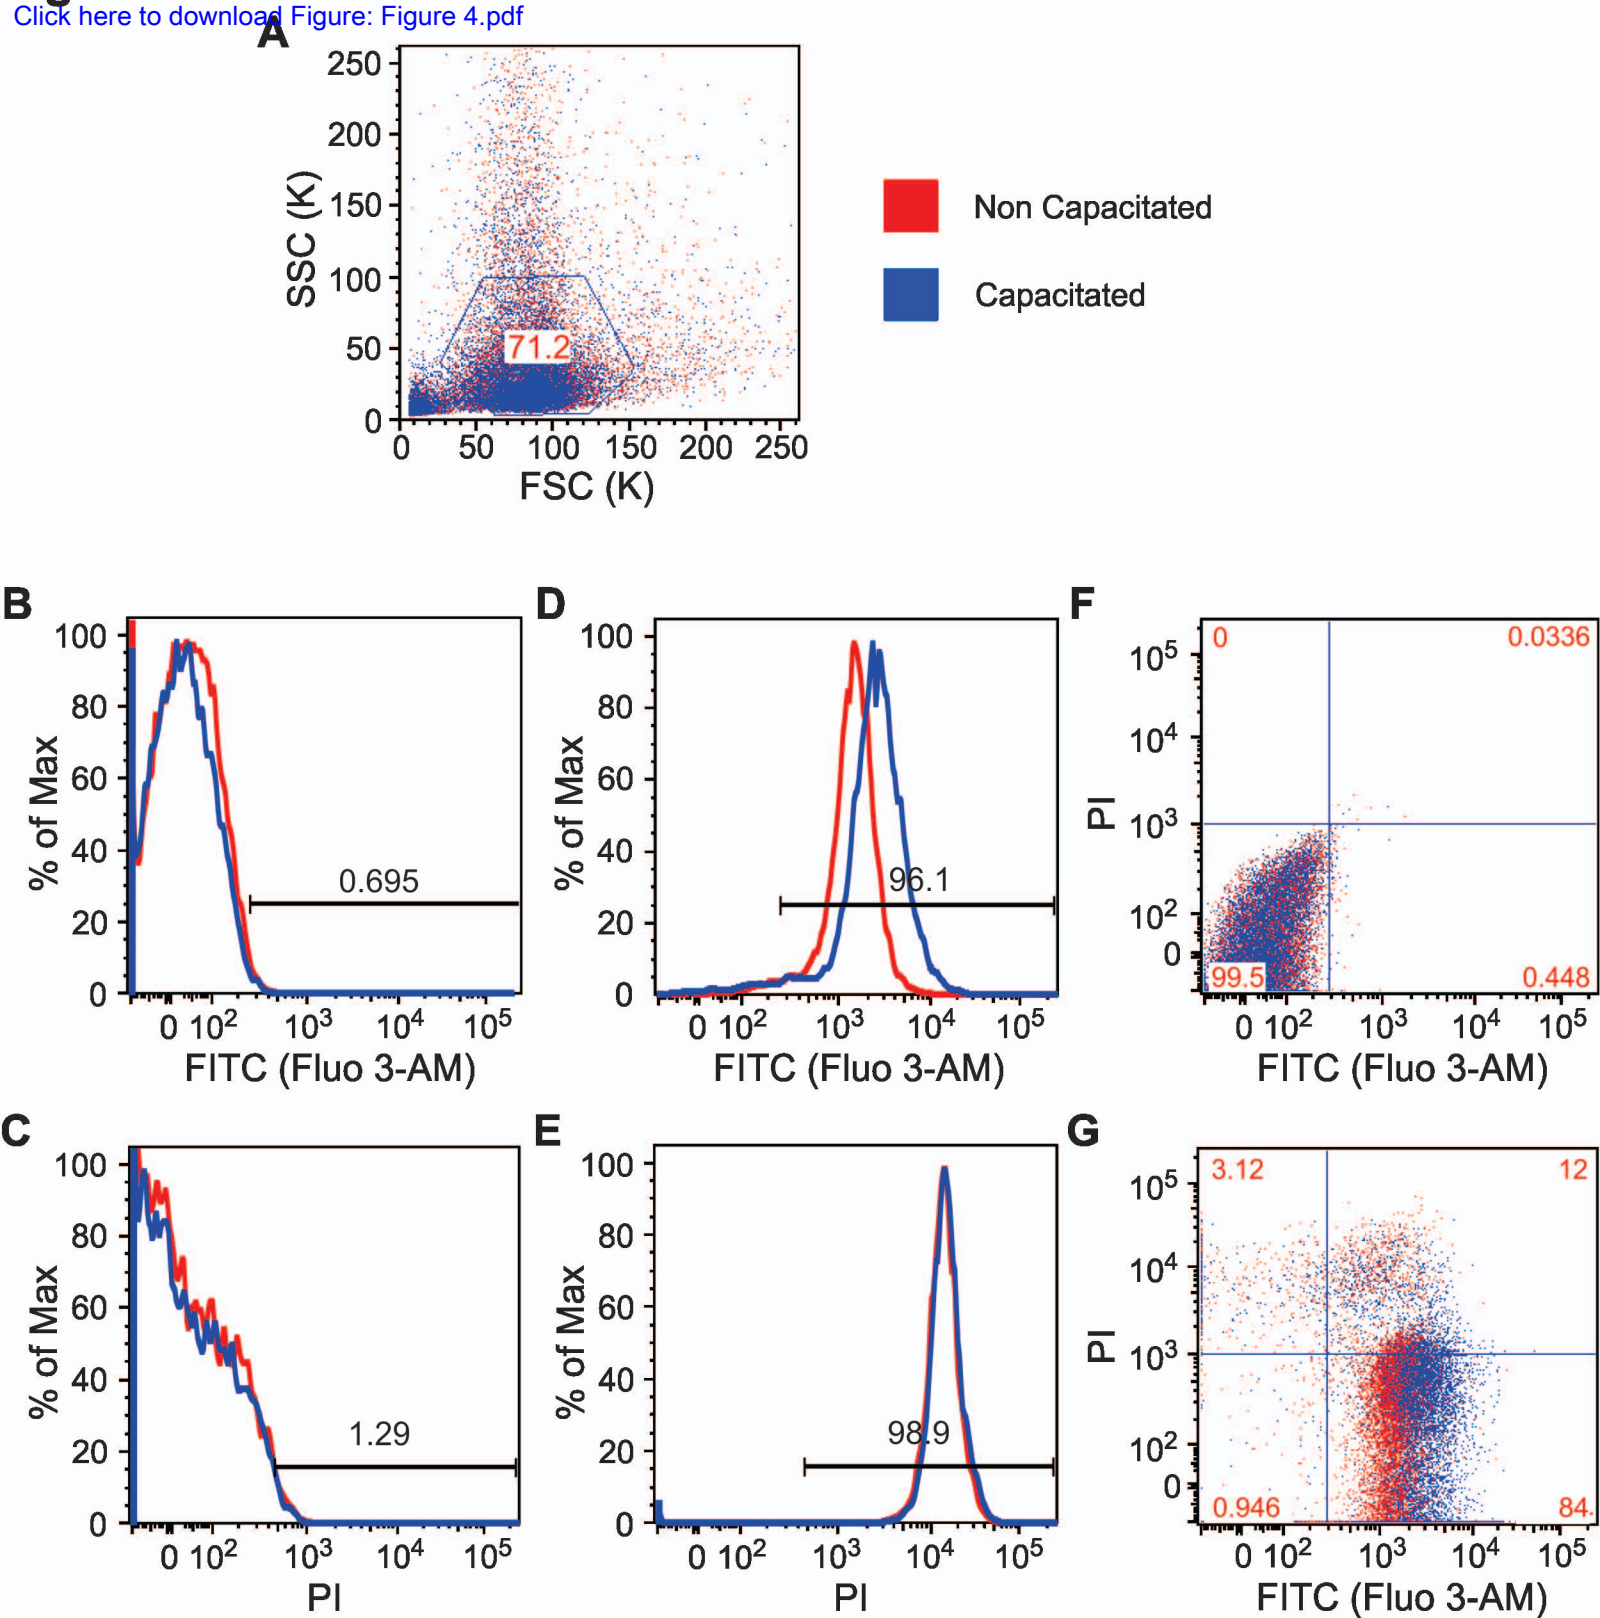 Click here to download Figure: Figure 4.pdf
A
250
200
150
100
50
0
SSC (K)
71.2
0 50 100 150 200 250
FSC (K)
Non Capacitated
Capacitated
B
100
80
60
40
20
0
% of Max
0.695
0 10² 10³ 10⁴ 10⁵
FITC (Fluo 3-AM)
D
100
80
60
40
20
0
% of Max
96.1
0 10² 10³ 10⁴ 10⁵
FITC (Fluo 3-AM)
F
10⁵
10⁴
10³
10²
0
PI
0 0.0336
99.5 0.448
0 10² 10³ 10⁴ 10⁵
FITC (Fluo 3-AM)
C
100
80
60
40
20
0
% of Max
1.29
0 10² 10³ 10⁴ 10⁵
PI
E
100
80
60
40
20
0
% of Max
98.9
0 10² 10³ 10⁴ 10⁵
PI
G
10⁵
10⁴
10³
10²
0
PI
3.12 12
0.946 84.
0 10² 10³ 10⁴ 10⁵
FITC (Fluo 3-AM)